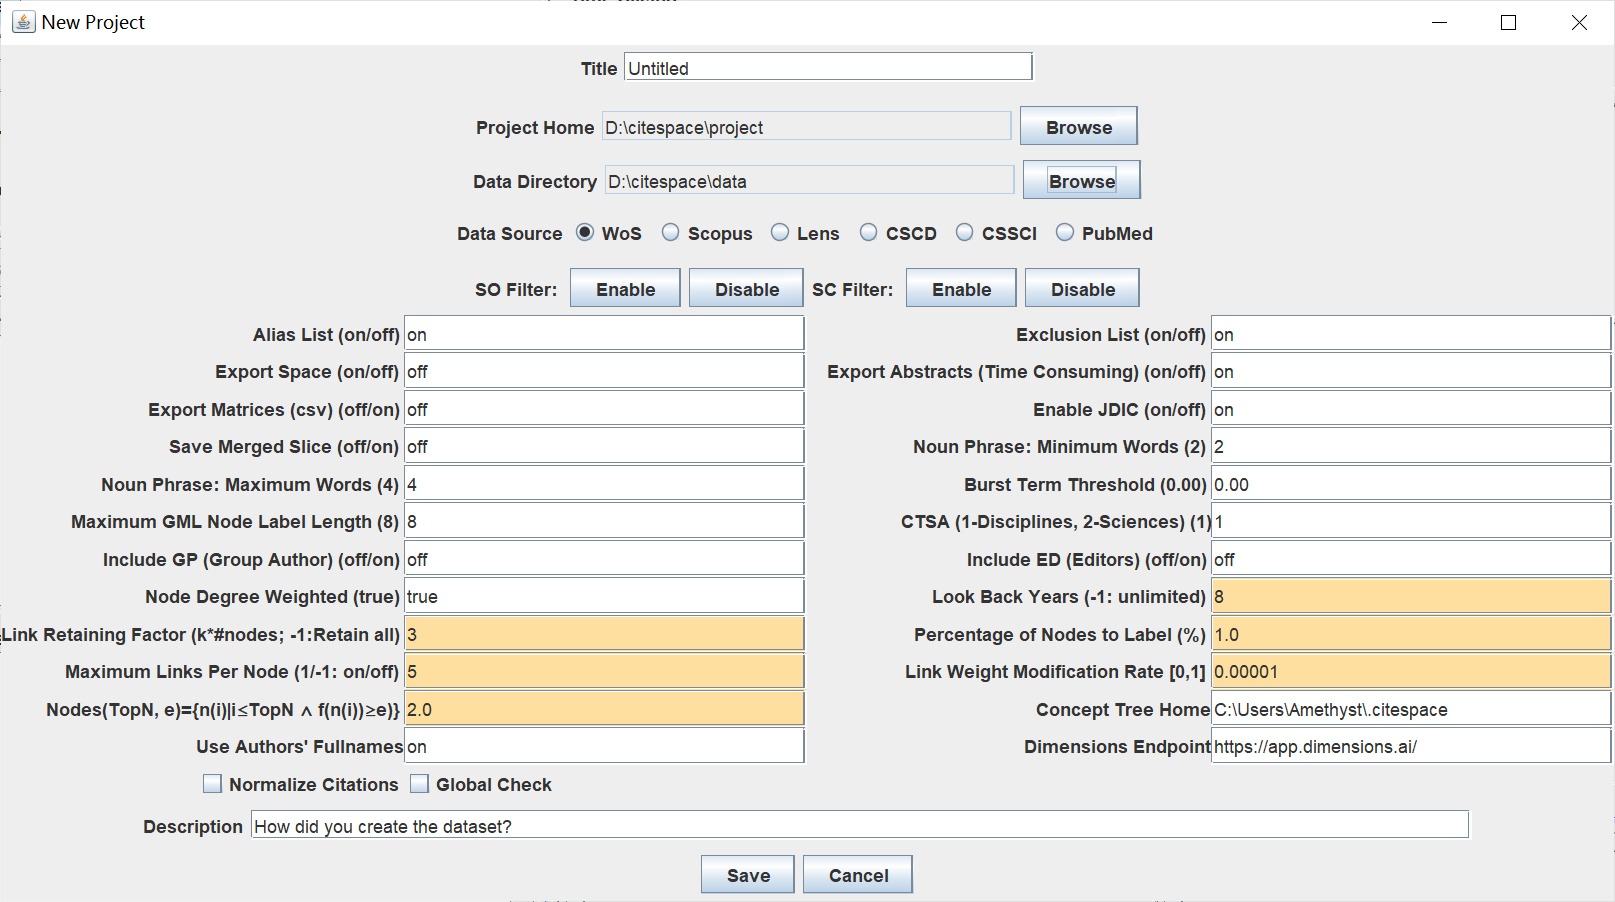 New Project
Title Untitled
Project Home D:\citespace\project Browse
Data Directory D:\citespace\data Browse
Data Source WoS Scopus Lens CSCD CSSCI PubMed
SO Filter: Enable Disable SC Filter: Enable Disable
Alias List (on/off) on Exclusion List (on/off) on
Export Space (on/off) off Export Abstracts (Time Consuming) (on/off) on
Export Matrices (csv) (off/on) off Enable JDIC (on/off) on
Save Merged Slice (off/on) off Noun Phrase: Minimum Words (2) 2
Noun Phrase: Maximum Words (4) 4 Burst Term Threshold (0.00) 0.00
Maximum GML Node Label Length (8) 8 CTSA (1-Disciplines, 2-Sciences) (1) 1
Include GP (Group Author) (off/on) off Include ED (Editors) (off/on) off
Node Degree Weighted (true) true Look Back Years (-1: unlimited) 8
Link Retaining Factor (k*#nodes; -1:Retain all) 3 Percentage of Nodes to Label (%) 1.0
Maximum Links Per Node (1/-1: on/off) 5 Link Weight Modification Rate [0,1] 0.00001
Nodes(TopN, e)={n(i)|i≤TopN ∧ f(n(i))≥e)} 2.0 Concept Tree Home C:\Users\Amethyst\.citespace
Use Authors' Fullnames on Dimensions Endpoint https://app.dimensions.ai/
Normalize Citations Global Check
Description How did you create the dataset?
Save Cancel